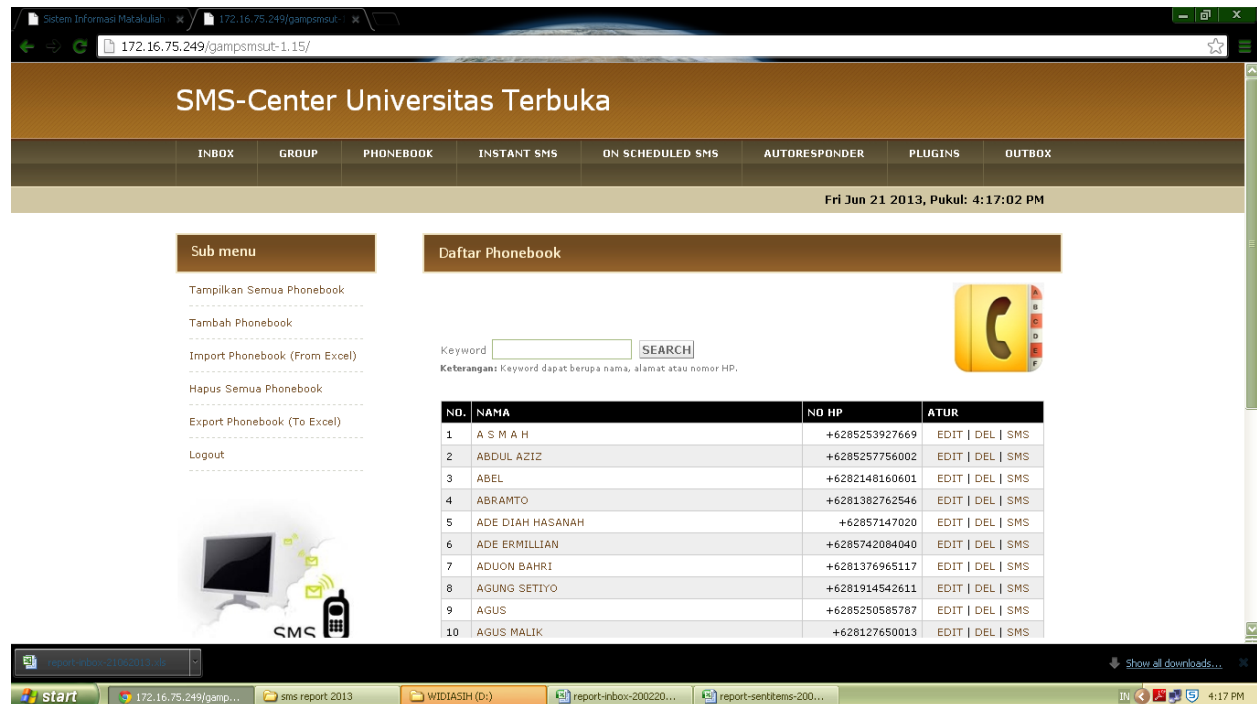 Sistem Informasi Matakuliah
172.16.75.249/gampsmsut-1
172.16.75.249/gampsmsut-1.15/
SMS-Center Universitas Terbuka
INBOX GROUP PHONEBOOK INSTANT SMS ON SCHEDULED SMS AUTORESPONDER PLUGINS OUTBOX
Fri Jun 21 2013, Pukul: 4:17:02 PM
Sub menu
Tampilkan Semua Phonebook
Tambah Phonebook
Import Phonebook (From Excel)
Hapus Semua Phonebook
Export Phonebook (To Excel)
Logout
SMS
Daftar Phonebook
A
B
C
D
E
F
Keyword SEARCH
Keterangan: Keyword dapat berupa nama, alamat atau nomor HP.
NO. NAMA NO HP ATUR
1 A S M A H +6285253927669 EDIT | DEL | SMS
2 ABDUL AZIZ +6285257756002 EDIT | DEL | SMS
3 ABEL +6282148160601 EDIT | DEL | SMS
4 ABRAMTO +6281382762546 EDIT | DEL | SMS
5 ADE DIAH HASANAH +62857147020 EDIT | DEL | SMS
6 ADE ERMILLIAN +6285742084040 EDIT | DEL | SMS
7 ADUON BAHRI +6281376965117 EDIT | DEL | SMS
8 AGUNG SETIYO +6281914542611 EDIT | DEL | SMS
9 AGUS +6285250585787 EDIT | DEL | SMS
10 AGUS MALIK +628127650013 EDIT | DEL | SMS
report-inbox-21062013.xls
Show all downloads...
start 172.16.75.249/gamp... sms report 2013 WIDIASIH (D:) report-inbox-200220... report-sentitems-200... IN 4:17 PM